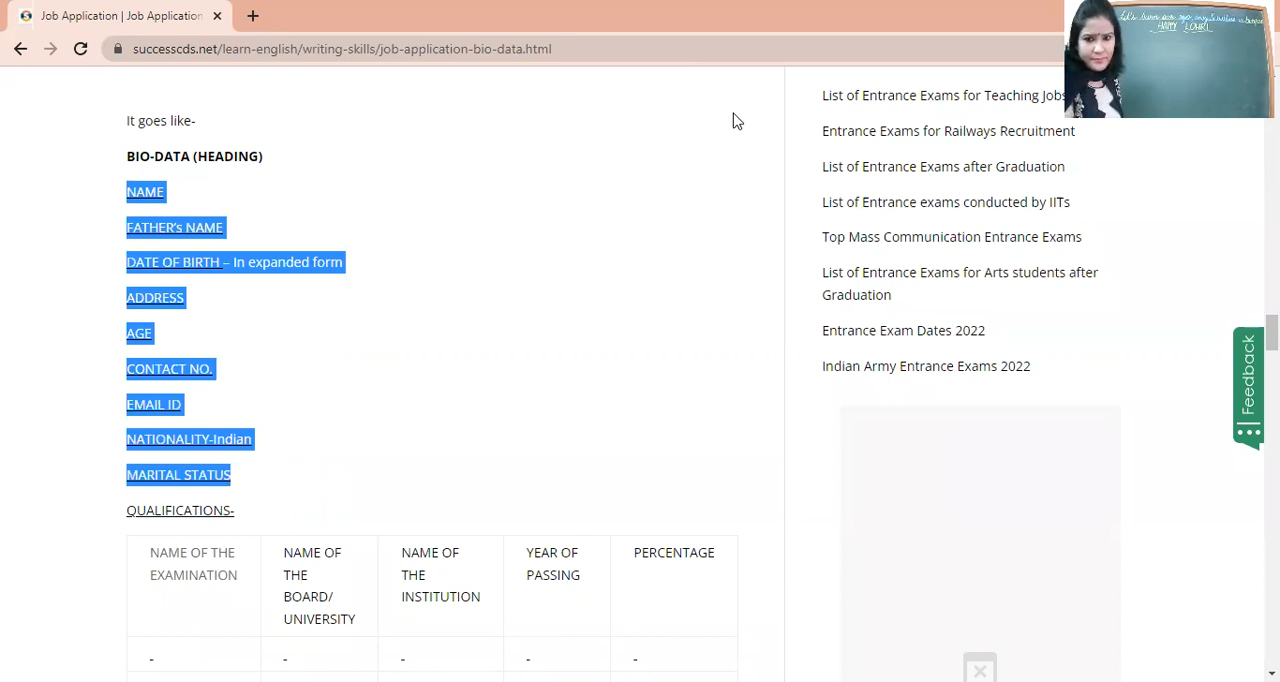 Job Application | Job Application
successcds.net/learn-english/writing-skills/job-application-bio-data.html
HAPPY LOHRI
It goes like-
BIO-DATA (HEADING)
NAME
FATHER's NAME
DATE OF BIRTH – In expanded form
ADDRESS
AGE
CONTACT NO.
EMAIL ID
NATIONALITY-Indian
MARITAL STATUS
QUALIFICATIONS-
NAME OF THE
EXAMINATION
NAME OF
THE
BOARD/
UNIVERSITY
NAME OF
THE
INSTITUTION
YEAR OF
PASSING
PERCENTAGE
- - - - -
List of Entrance Exams for Teaching Jobs
Entrance Exams for Railways Recruitment
List of Entrance Exams after Graduation
List of Entrance exams conducted by IITs
Top Mass Communication Entrance Exams
List of Entrance Exams for Arts students after
Graduation
Entrance Exam Dates 2022
Indian Army Entrance Exams 2022
Feedback